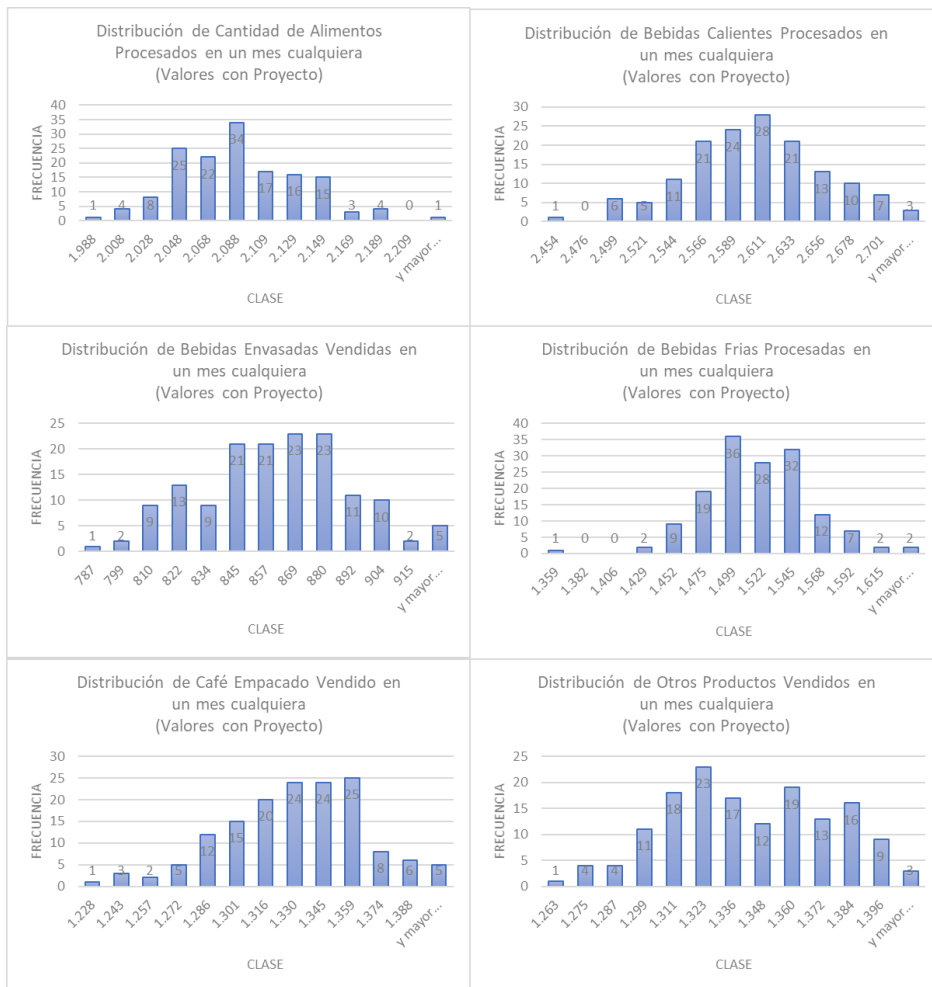 Distribución de Cantidad de Alimentos
Procesados en un mes cualquiera
(Valores con Proyecto)
FRECUENCIA
40
35
30
25
20
15
10
5
0
1 4 8 25 22 34 17 16 15 3 4 0 1
1.988 2.008 2.028 2.048 2.068 2.088 2.109 2.129 2.149 2.169 2.189 2.209 y mayor...
CLASE
Distribución de Bebidas Calientes Procesados en
un mes cualquiera
(Valores con Proyecto)
FRECUENCIA
30
25
20
15
10
5
0
1 0 6 5 11 21 24 28 21 13 10 7 3
2.454 2.476 2.499 2.521 2.544 2.566 2.589 2.611 2.633 2.656 2.678 2.701 y mayor...
CLASE
Distribución de Bebidas Envasadas Vendidas en
un mes cualquiera
(Valores con Proyecto)
FRECUENCIA
25
20
15
10
5
0
1 2 9 13 9 21 21 23 23 11 10 2 5
787 799 810 822 834 845 857 869 880 892 904 915 y mayor...
CLASE
Distribución de Bebidas Frias Procesadas en
un mes cualquiera
(Valores con Proyecto)
FRECUENCIA
40
35
30
25
20
15
10
5
0
1 0 0 2 9 19 36 28 32 12 7 2 2
1.359 1.382 1.406 1.429 1.452 1.475 1.499 1.522 1.545 1.568 1.592 1.615 y mayor...
CLASE
Distribución de Café Empacado Vendido en
un mes cualquiera
(Valores con Proyecto)
FRECUENCIA
30
25
20
15
10
5
0
1 3 2 5 12 15 20 24 24 25 8 6 5
1.228 1.243 1.257 1.272 1.286 1.301 1.316 1.330 1.345 1.359 1.374 1.388 y mayor...
CLASE
Distribución de Otros Productos Vendidos en
un mes cualquiera
(Valores con Proyecto)
FRECUENCIA
25
20
15
10
5
0
1 4 4 11 18 23 17 12 19 13 16 9 3
1.263 1.275 1.287 1.299 1.311 1.323 1.336 1.348 1.360 1.372 1.384 1.396 y mayor...
CLASE